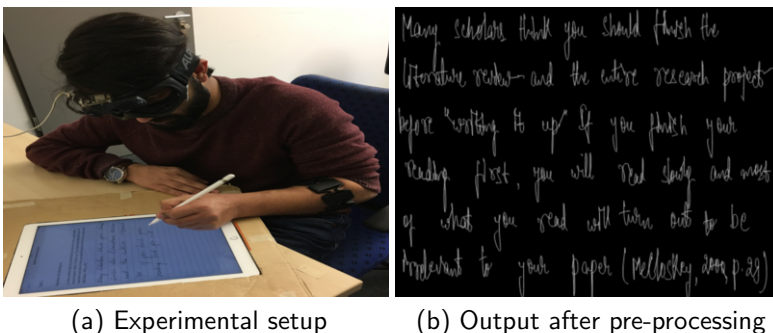 Many scholars think you should finish the
literature review and the entire research project
before "writing it up" If you finish your
reading first, you will read slowly and most
of what you read will turn out to be
irrelevant to your paper ( 2009, p.29)
(a) Experimental setup
(b) Output after pre-processing